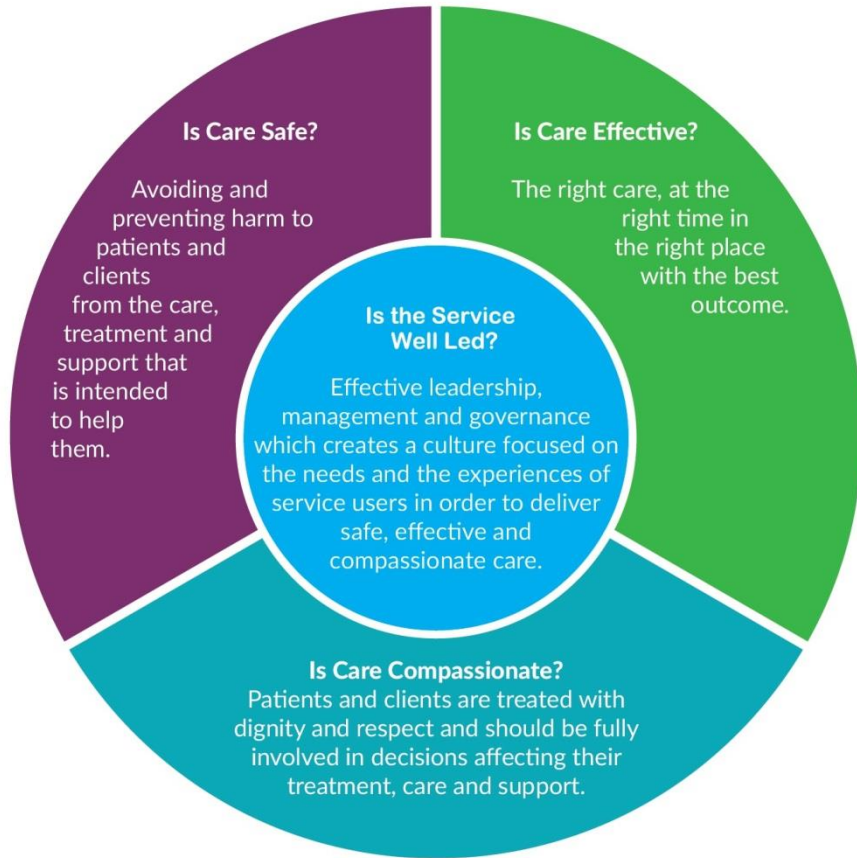 Is Care Safe?
Avoiding and
preventing harm to
patients and
clients
from the care,
treatment and
support that
is intended
to help
them.
Is Care Effective?
The right care, at the
right time in
the right place
with the best
outcome.
Is the Service
Well Led?
Effective leadership,
management and governance
which creates a culture focused on
the needs and the experiences of
service users in order to deliver
safe, effective and
compassionate care.
Is Care Compassionate?
Patients and clients are treated with
dignity and respect and should be fully
involved in decisions affecting their
treatment, care and support.